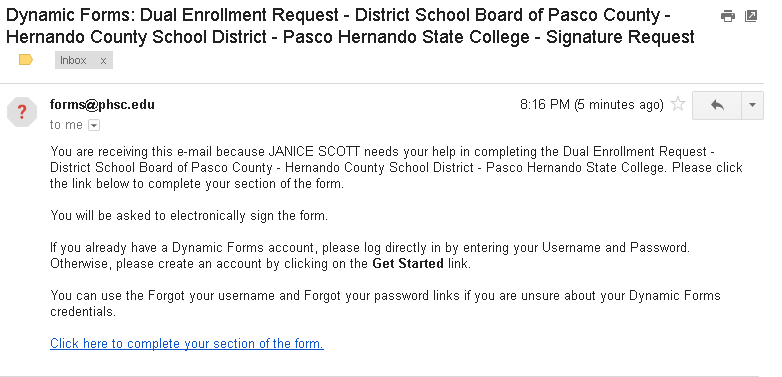 Dynamic Forms: Dual Enrollment Request - District School Board of Pasco County -
Hernando County School District - Pasco Hernando State College - Signature Request
Inbox x
forms@phsc.edu
8:16 PM (5 minutes ago)
to me
You are receiving this e-mail because JANICE SCOTT needs your help in completing the Dual Enrollment Request -
District School Board of Pasco County - Hernando County School District - Pasco Hernando State College. Please click
the link below to complete your section of the form.
You will be asked to electronically sign the form.
If you already have a Dynamic Forms account, please log directly in by entering your Username and Password.
Otherwise, please create an account by clicking on the Get Started link.
You can use the Forgot your username and Forgot your password links if you are unsure about your Dynamic Forms
credentials.
Click here to complete your section of the form.